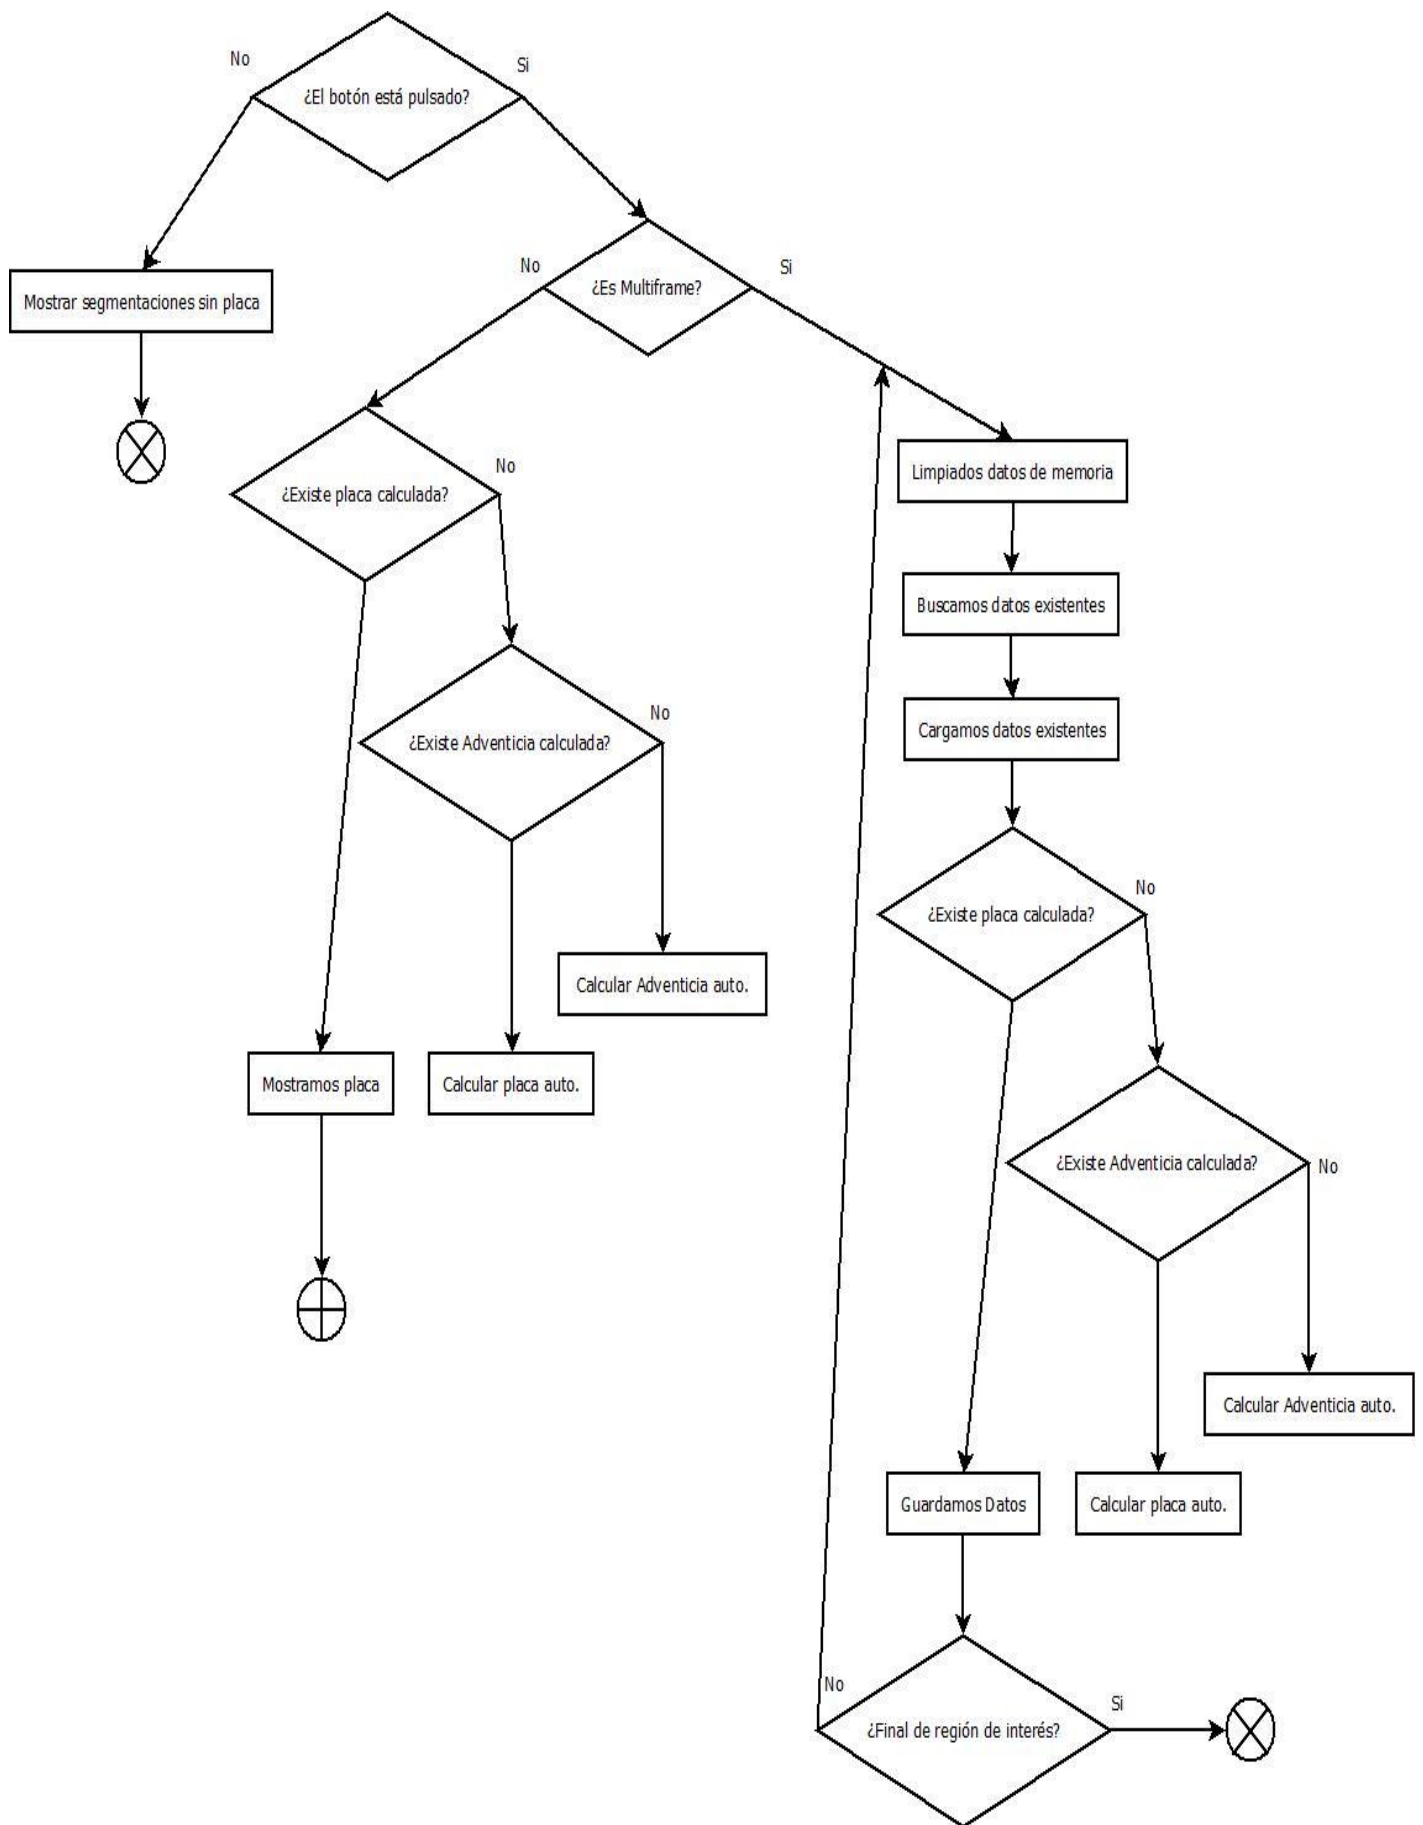 No
Si
¿El botón está pulsado?
No
Si
¿Es Multiframe?
Mostrar segmentaciones sin placa
No
¿Existe placa calculada?
Limpiados datos de memoria
Buscamos datos existentes
No
¿Existe Adventicia calculada?
Cargamos datos existentes
No
¿Existe placa calculada?
Calcular Adventicia auto.
Mostramos placa
Calcular placa auto.
¿Existe Adventicia calculada?
No
Calcular Adventicia auto.
Guardamos Datos
Calcular placa auto.
No
Si
¿Final de región de interés?